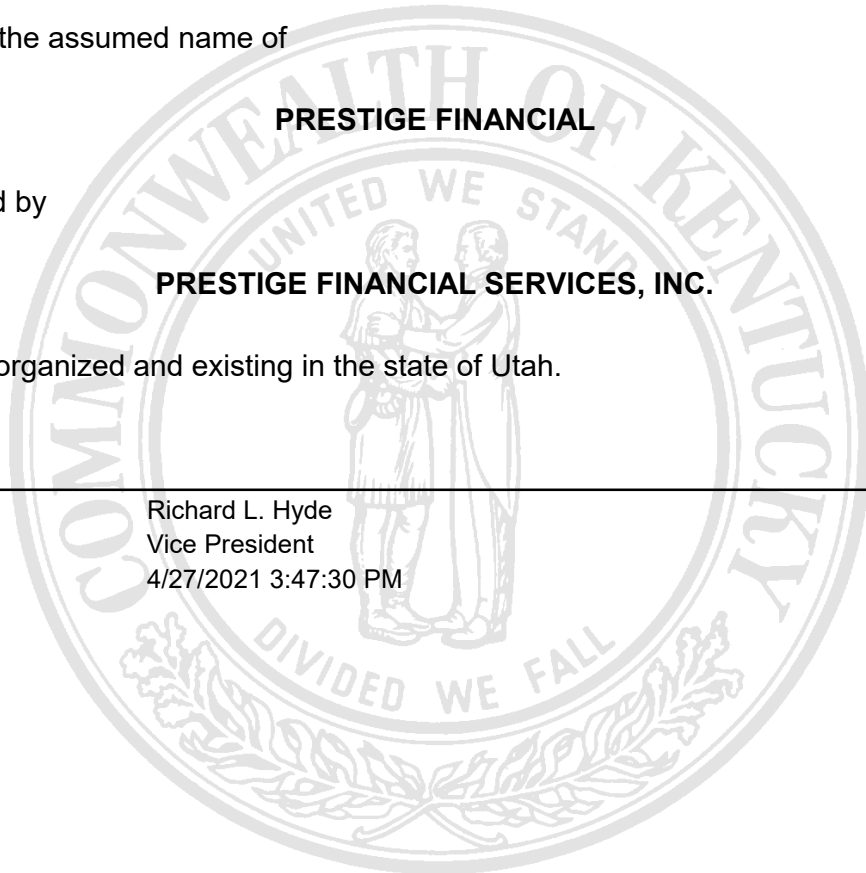 the assumed name of
PRESTIGE FINANCIAL
d by
PRESTIGE FINANCIAL SERVICES, INC.
organized and existing in the state of Utah.
Richard L. Hyde
Vice President
4/27/2021 3:47:30 PM
COMMONWEALTH OF KENTUCKY
UNITED WE STAND
DIVIDED WE FALL